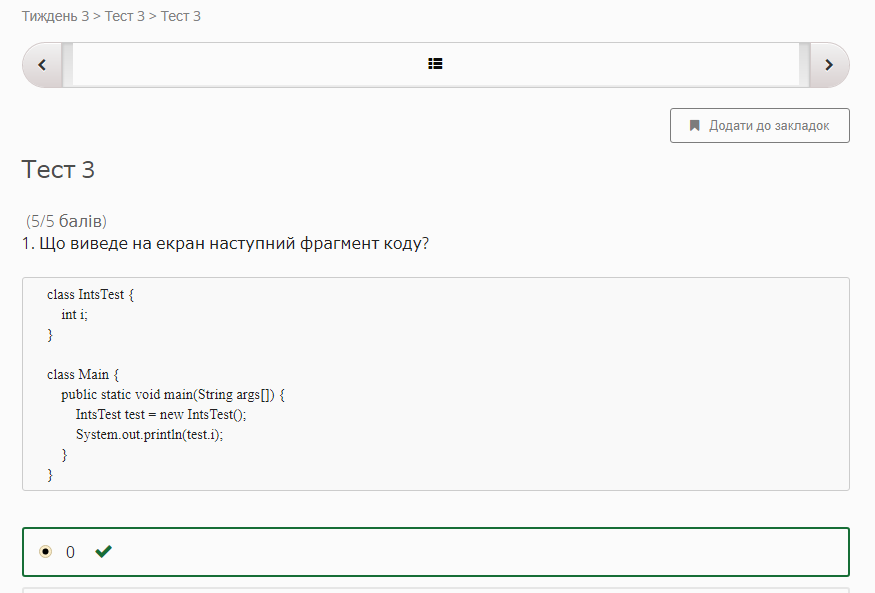 Тиждень 3 > Тест 3 > Тест 3
Додати до закладок
Тест 3
(5/5 балів)
1. Що виведе на екран наступний фрагмент коду?
class IntsTest {
int i;
}
class Main {
public static void main(String args[]) {
IntsTest test = new IntsTest();
System.out.println(test.i);
}
}
0